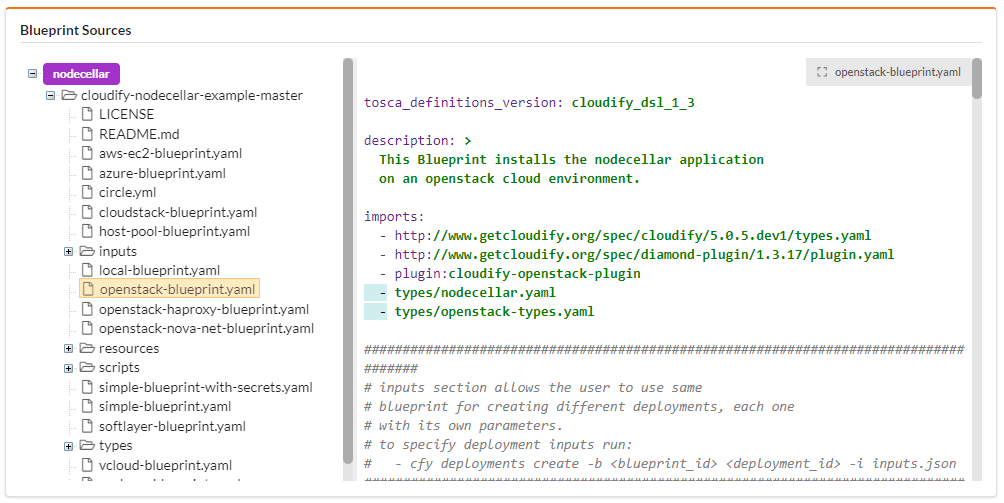 Blueprint Sources
nodecellar
cloudify-nodecellar-example-master
LICENSE
README.md
aws-ec2-blueprint.yaml
azure-blueprint.yaml
circle.yml
cloudstack-blueprint.yaml
host-pool-blueprint.yaml
inputs
local-blueprint.yaml
openstack-blueprint.yaml
openstack-haproxy-blueprint.yaml
openstack-nova-net-blueprint.yaml
resources
scripts
simple-blueprint-with-secrets.yaml
simple-blueprint.yaml
softlayer-blueprint.yaml
types
vcloud-blueprint.yaml
openstack-blueprint.yaml
tosca_definitions_version: cloudify_dsl_1_3
description: >
This Blueprint installs the nodecellar application
on an openstack cloud environment.
imports:
- http://www.getcloudify.org/spec/cloudify/5.0.5.dev1/types.yaml
- http://www.getcloudify.org/spec/diamond-plugin/1.3.17/plugin.yaml
- plugin:cloudify-openstack-plugin
- types/nodecellar.yaml
- types/openstack-types.yaml
##############################################################################
#######
# inputs section allows the user to use same
# blueprint for creating different deployments, each one
# with its own parameters.
# to specify deployment inputs run:
#   - cfy deployments create -b <blueprint_id> <deployment_id> -i inputs.json
##############################################################################